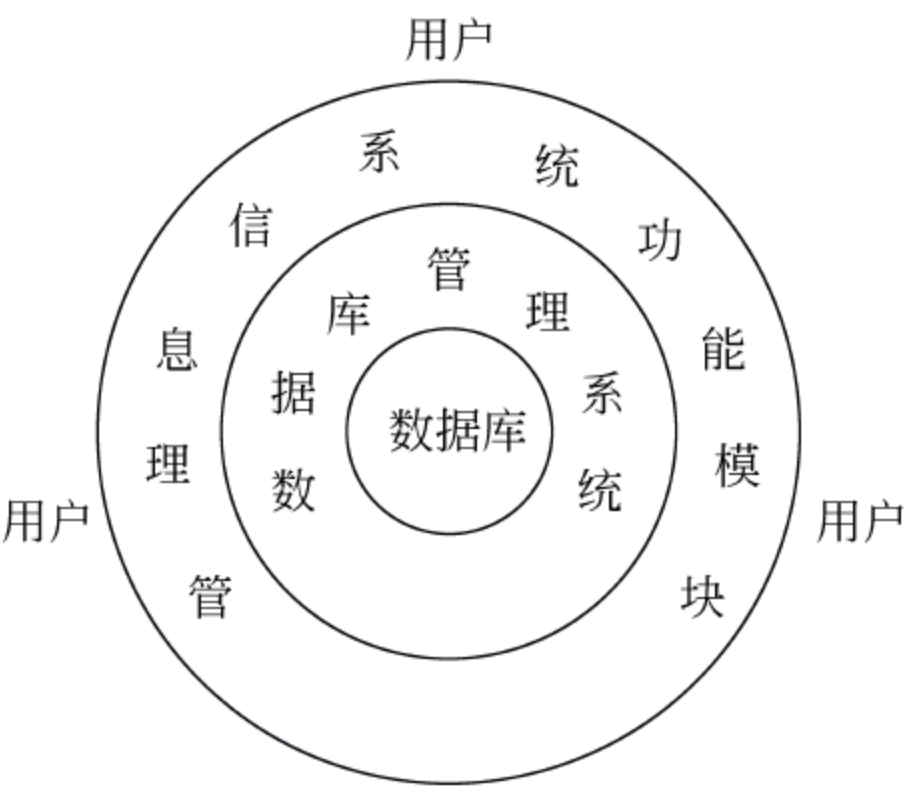 用户
管理信息系统功能模块
数据库管理系统
数据库
用户
用户